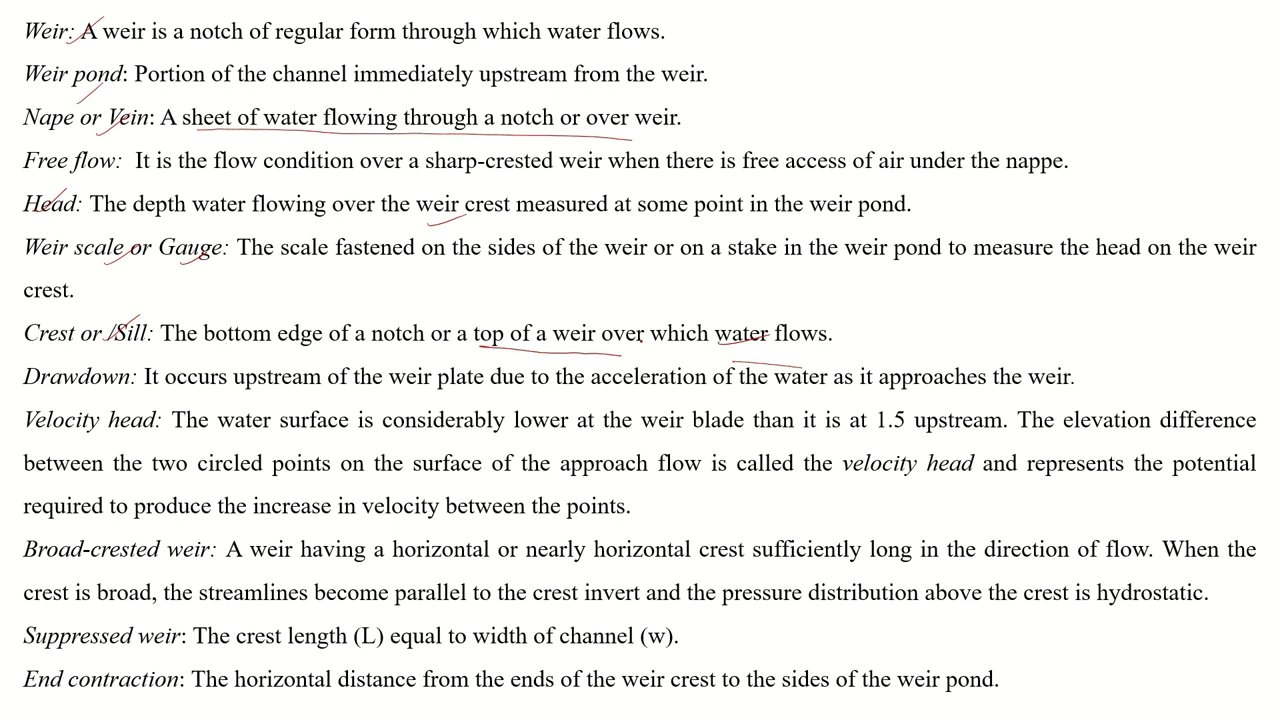 Weir: A weir is a notch of regular form through which water flows.
Weir pond: Portion of the channel immediately upstream from the weir.
Nape or Vein: A sheet of water flowing through a notch or over weir.
Free flow: It is the flow condition over a sharp-crested weir when there is free access of air under the nappe.
Head: The depth water flowing over the weir crest measured at some point in the weir pond.
Weir scale or Gauge: The scale fastened on the sides of the weir or on a stake in the weir pond to measure the head on the weir
crest.
Crest or /Sill: The bottom edge of a notch or a top of a weir over which water flows.
Drawdown: It occurs upstream of the weir plate due to the acceleration of the water as it approaches the weir.
Velocity head: The water surface is considerably lower at the weir blade than it is at 1.5 upstream. The elevation difference
between the two circled points on the surface of the approach flow is called the velocity head and represents the potential
required to produce the increase in velocity between the points.
Broad-crested weir: A weir having a horizontal or nearly horizontal crest sufficiently long in the direction of flow. When the
crest is broad, the streamlines become parallel to the crest invert and the pressure distribution above the crest is hydrostatic.
Suppressed weir: The crest length (L) equal to width of channel (w).
End contraction: The horizontal distance from the ends of the weir crest to the sides of the weir pond.